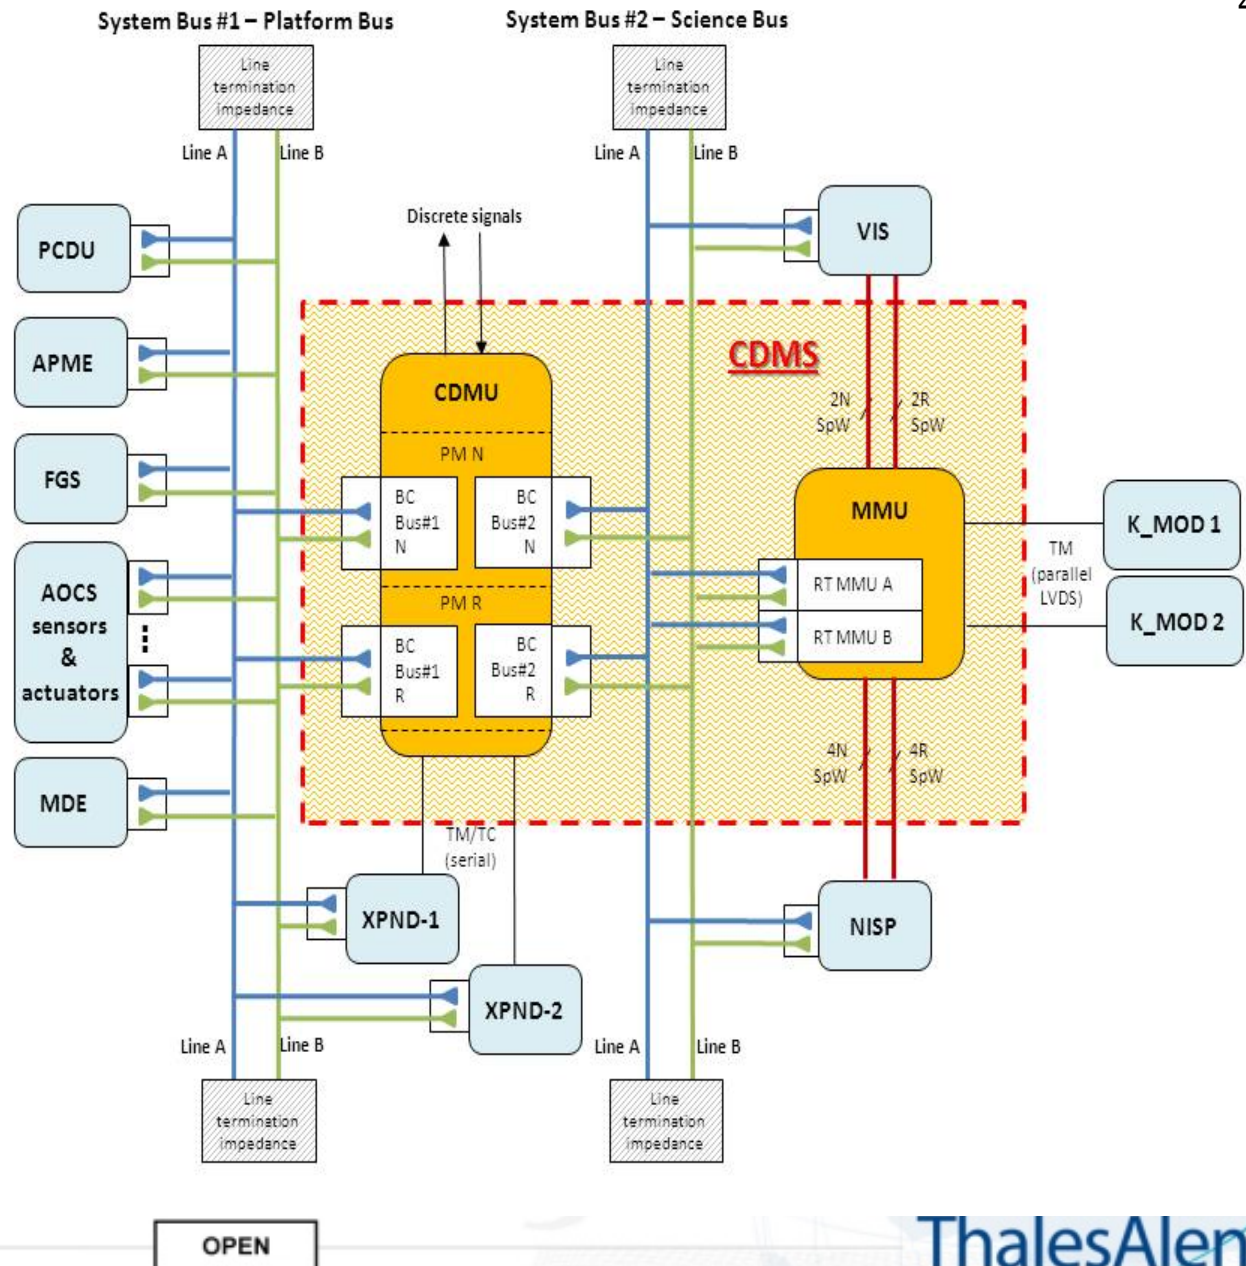 System Bus #1 – Platform Bus
System Bus #2 – Science Bus
Line
termination
impedance
Line
termination
impedance
Line A
Line B
Line A
Line B
PCDU
Discrete signals
VIS
APME
CDMS
CDMU
2N
SpW
2R
SpW
PM N
FGS
BC
Bus#1
N
BC
Bus#2
N
MMU
K_MOD 1
TM
(parallel
LVDS)
AOCS
sensors
&
actuators
RT MMU A
PM R
RT MMU B
K_MOD 2
BC
Bus#1
R
BC
Bus#2
R
4N
SpW
4R
SpW
MDE
TM/TC
(serial)
XPND-1
NISP
XPND-2
Line A
Line B
Line A
Line B
Line
termination
impedance
Line
termination
impedance
OPEN
ThalesAlen